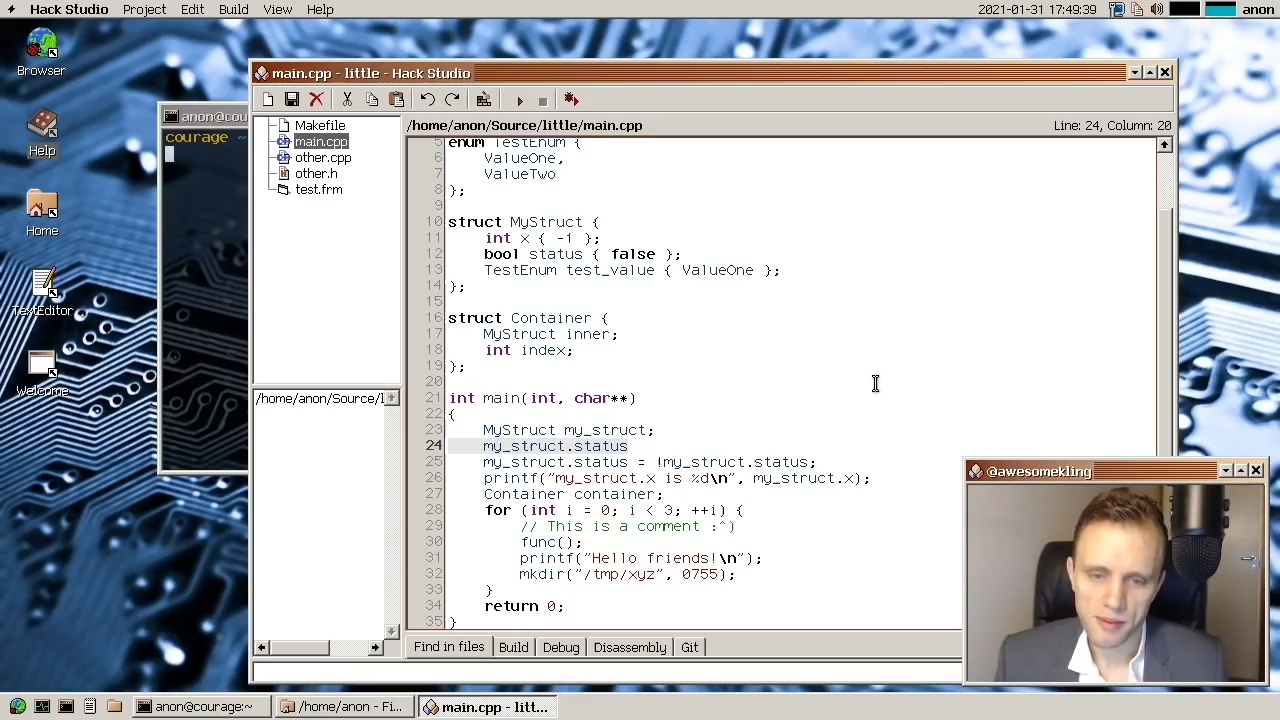 Hack Studio Project Edit Build View Help 2021-01-31 17:49:39 anon
Browser
Help
Home
TextEditor
Welcome
anon@cou
courage ~
main.cpp - little - Hack Studio
Makefile
main.cpp
other.cpp
other.h
test.frm
/home/anon/Source/l
/home/anon/Source/little/main.cpp Line: 24, Column: 20
5 enum TestEnum {
6 ValueOne,
7 ValueTwo
8 };
9
10 struct MyStruct {
11 int x { -1 };
12 bool status { false };
13 TestEnum test_value { ValueOne };
14 };
15
16 struct Container {
17 MyStruct inner;
18 int index;
19 };
20
21 int main(int, char**)
22 {
23 MyStruct my_struct;
24 my_struct.status
25 my_struct.status = !my_struct.status;
26 printf("my_struct.x is %d\n", my_struct.x);
27 Container container;
28 for (int i = 0; i < 3; ++i) {
29 // This is a comment :^)
30 func();
31 printf("Hello friends!\n");
32 mkdir("/tmp/xyz", 0755);
33 }
34 return 0;
35 }
Find in files Build Debug Disassembly Git
@awesomekling
anon@courage:~ /home/anon - Fi... main.cpp - litt...